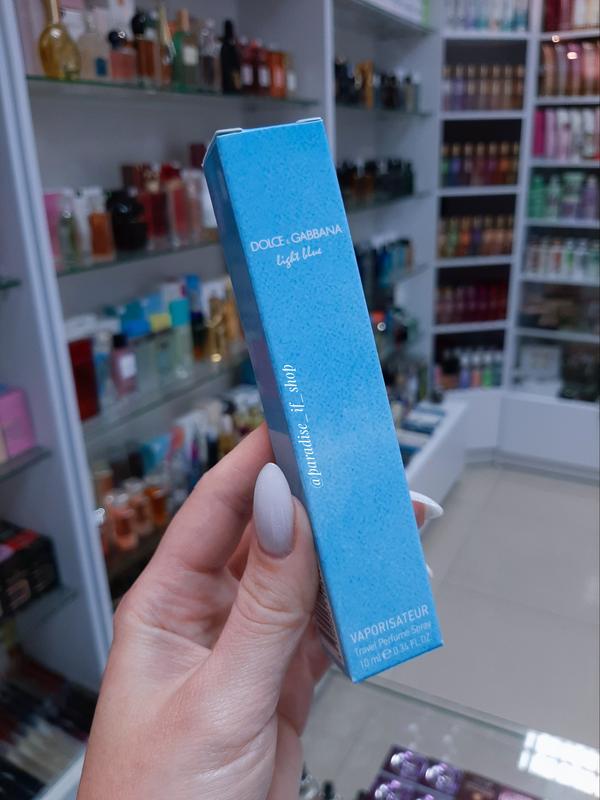 DOLCE & GABBANA
light blue
@paradise_if_shop
VAPORISATEUR
Travel Perfume Spray
10 ml e 0.34 FL.OZ